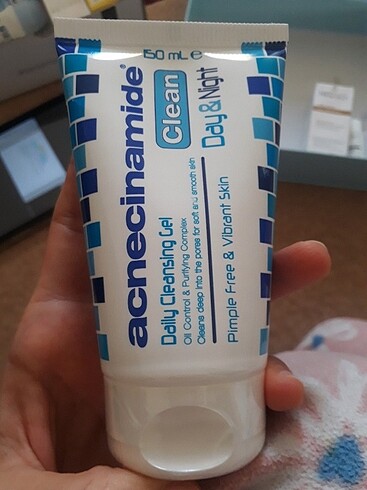 150 mL e
acnecinamide®
Clean
Day & Night
Daily Cleansing Gel
Oil Control & Purifying Complex
Cleans deep into the pores for soft and smooth skin
Pimple Free & Vibrant Skin